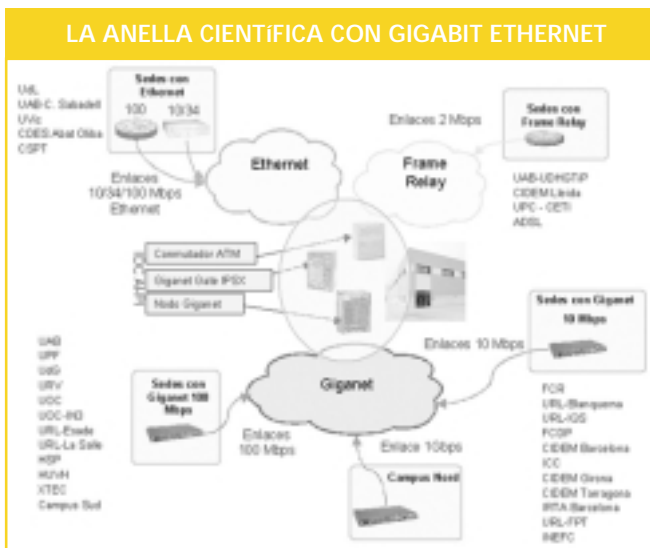 LA ANELLA CIENTÍFICA CON GIGABIT ETHERNET
UdL
UAB-C. Sabadell
UVic
COES Abat Oliba
CSPT
Sedes con
Ethernet
100 10/34
Enlaces
10/34/100 Mbps
Ethernet
Ethernet
Enlaces 2 Mbps
Frame
Relay
Sedes con
Frame Relay
CIDEM Lleida
UPC - CETI
ADSL
Conmutador ATM
Giganet Gate IPSX
Nodo Giganet
Sedes con Giganet
10 Mbps
Enlaces 10 Mbps
Giganet
UAB
UPF
UdG
URV
UOC
UOC-IN3
URL-Esade
URL-La Salle
HSP
HUVH
XTEC
Campus Sud
Sedes con
Giganet 100
Mbps
Enlaces
100 Mbps
Enlace 1Gbps
Campus Nord
FCR
URL-Blanquerna
URL-IQS
CIDEM Barcelona
ICC
CIDEM Girona
CIDEM Tarragona
IRTA-Barcelona
URL-FPT
INEFC